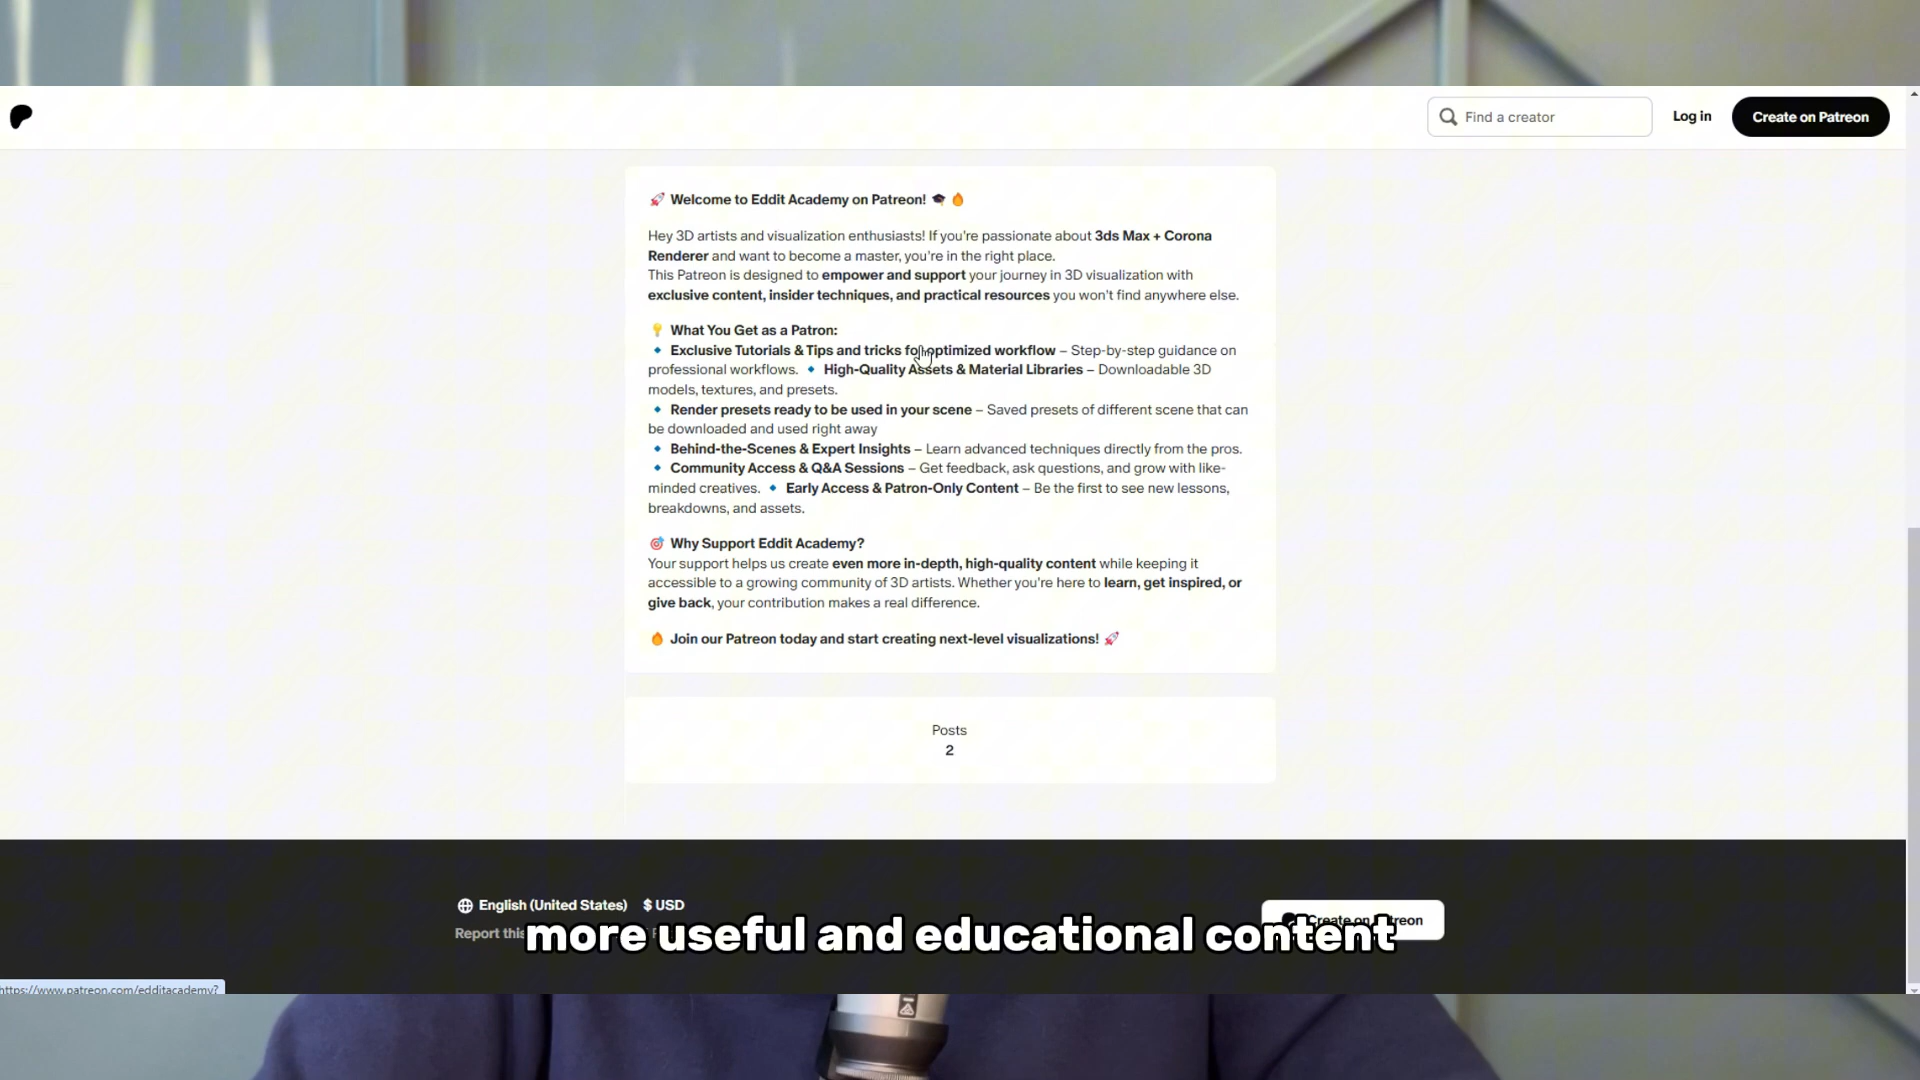 Find a creator
Log in
Create on Patreon
🚀 Welcome to Eddit Academy on Patreon! 🎓 🔥
Hey 3D artists and visualization enthusiasts! If you're passionate about 3ds Max + Corona
Renderer and want to become a master, you're in the right place.
This Patreon is designed to empower and support your journey in 3D visualization with
exclusive content, insider techniques, and practical resources you won't find anywhere else.
💡 What You Get as a Patron:
🔹 Exclusive Tutorials & Tips and tricks for optimized workflow – Step-by-step guidance on
professional workflows. 🔹 High-Quality Assets & Material Libraries – Downloadable 3D
models, textures, and presets.
🔹 Render presets ready to be used in your scene – Saved presets of different scene that can
be downloaded and used right away
🔹 Behind-the-Scenes & Expert Insights – Learn advanced techniques directly from the pros.
🔹 Community Access & Q&A Sessions – Get feedback, ask questions, and grow with like-
minded creatives. 🔹 Early Access & Patron-Only Content – Be the first to see new lessons,
breakdowns, and assets.
🎯 Why Support Eddit Academy?
Your support helps us create even more in-depth, high-quality content while keeping it
accessible to a growing community of 3D artists. Whether you're here to learn, get inspired, or
give back, your contribution makes a real difference.
🔥 Join our Patreon today and start creating next-level visualizations! 🚀
Posts
2
English (United States) $ USD
Create on Patreon
Report this
more useful and educational content
https://www.patreon.com/edditacademy?